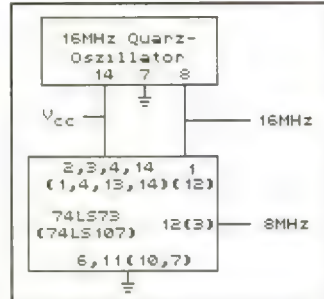 16MHz Quarz-
Oszillator
14 7 8
Vcc
16MHz
2,3,4,14 1
(1,4,13,14)(12)
74LS73
(74LS107)
12(3)
8MHz
6,11(10,7)